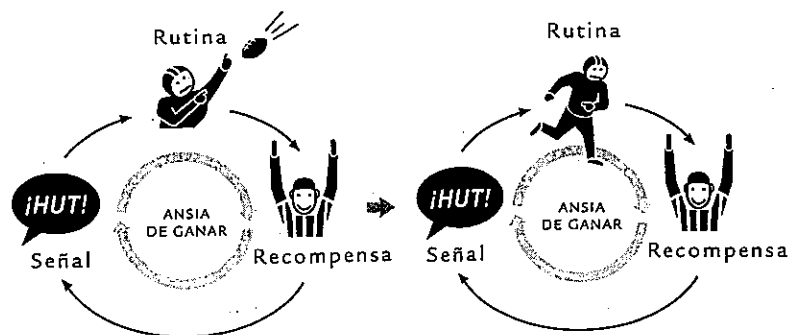 Rutina
¡HUT!
Señal
ANSIA
DE GANAR
Recompensa
Rutina
¡HUT!
Señal
ANSIA
DE GANAR
Recompensa